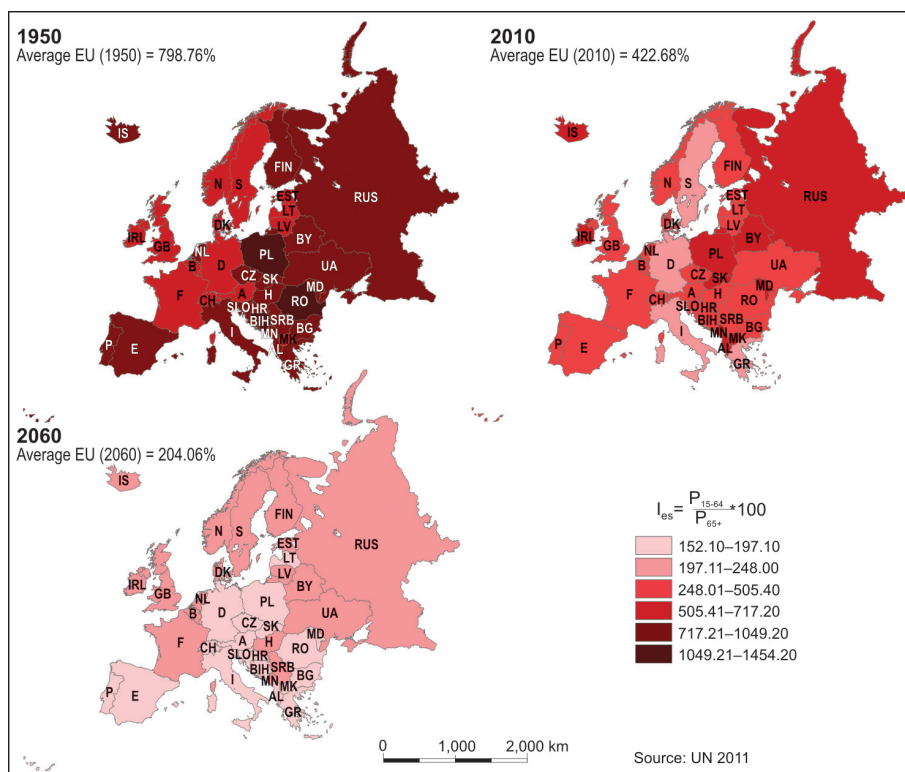 1950
Average EU (1950) = 798.76%
IS
N
S
FIN
RUS
EST
LT
LV
DK
IRL
GB
NL
B
D
PL
BY
UA
CZ
SK
MD
F
CH
A
H
RO
SLO
HR
BIH
SRB
BG
MN
MK
AL
GR
I
P
E
2010
Average EU (2010) = 422.68%
IS
N
S
FIN
RUS
EST
LT
LV
DK
IRL
GB
NL
B
D
PL
BY
UA
CZ
SK
MD
F
CH
A
H
RO
SLO
HR
BIH
SRB
BG
MN
MK
AL
GR
I
P
E
2060
Average EU (2060) = 204.06%
IS
N
S
FIN
RUS
EST
LT
LV
DK
IRL
GB
NL
B
D
PL
BY
UA
CZ
SK
MD
F
CH
A
H
RO
SLO
HR
BIH
SRB
BG
MN
MK
AL
GR
I
P
E
I es = P 15-64 / P 65+ *100
152.10–197.10
197.11–248.00
248.01–505.40
505.41–717.20
717.21–1049.20
1049.21–1454.20
0 1,000 2,000 km
Source: UN 2011